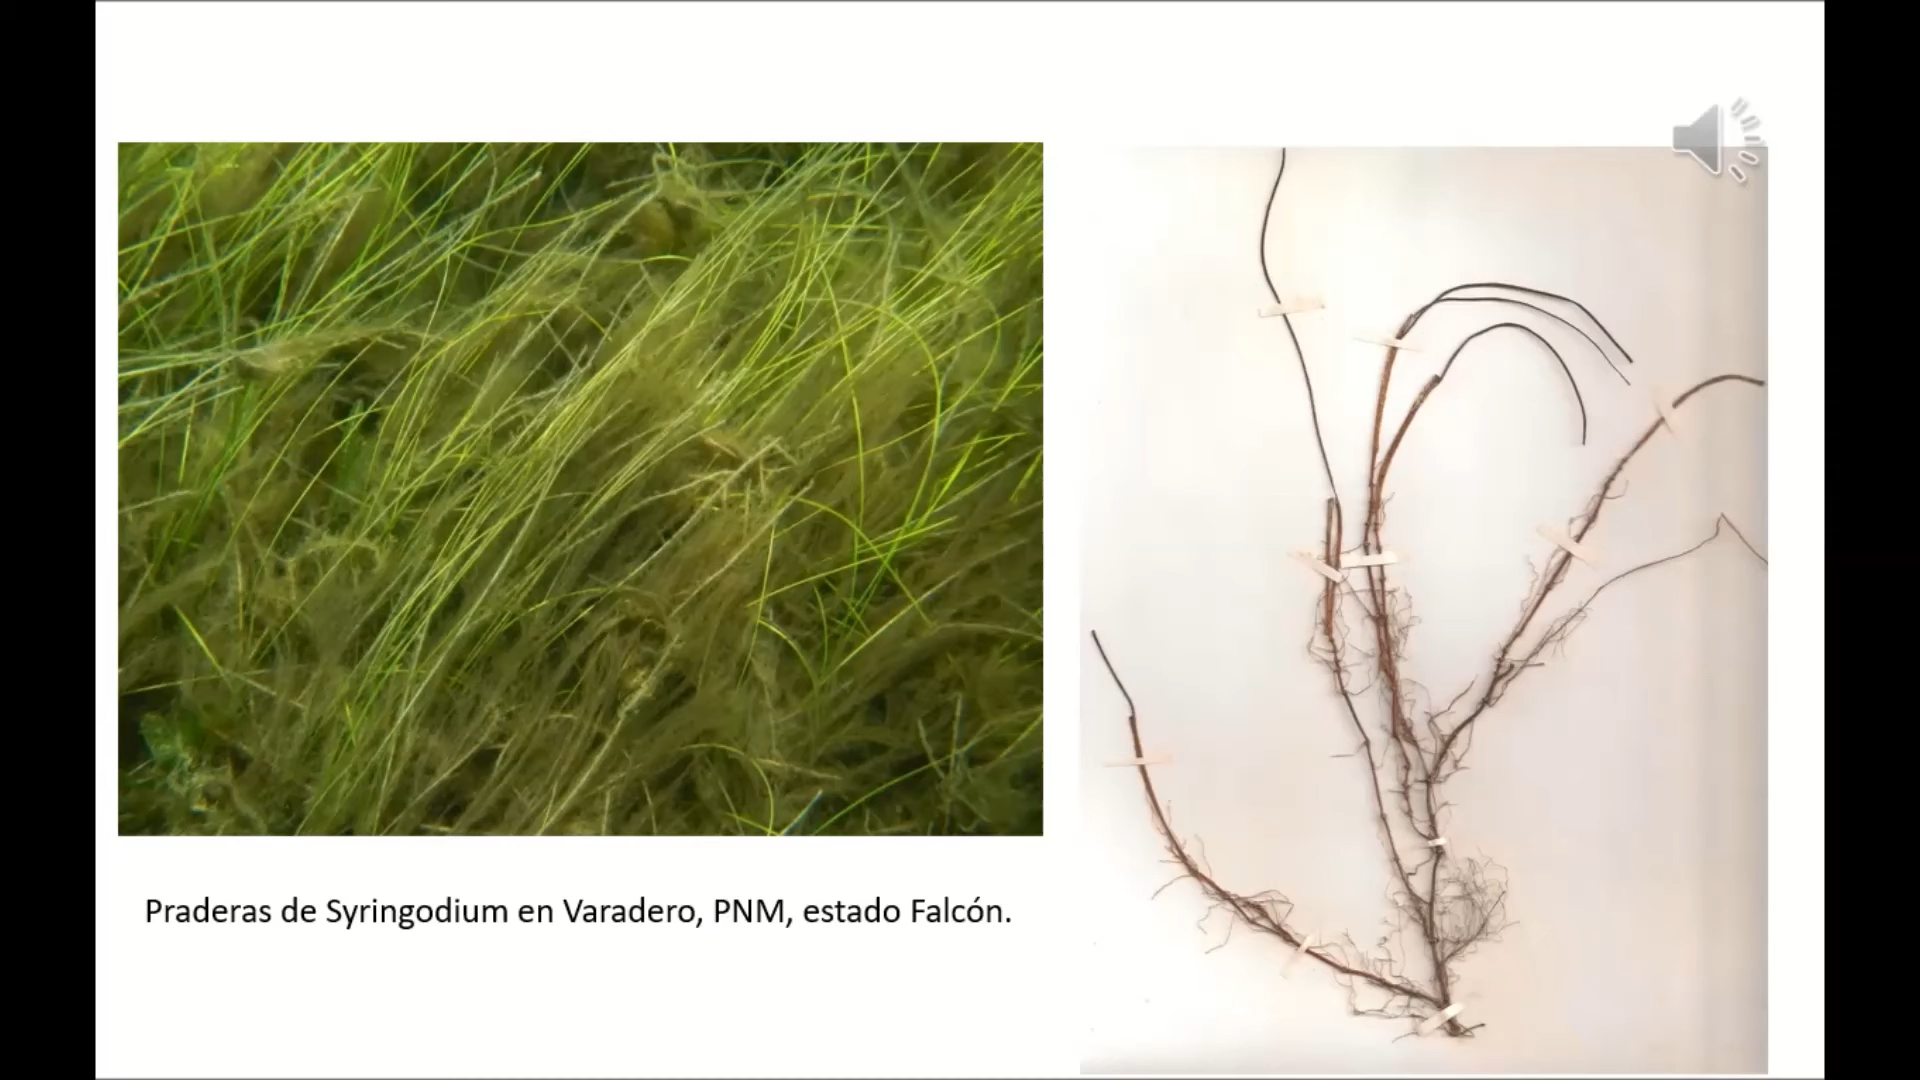 Praderas de Syringodium en Varadero, PNM, estado Falcón.